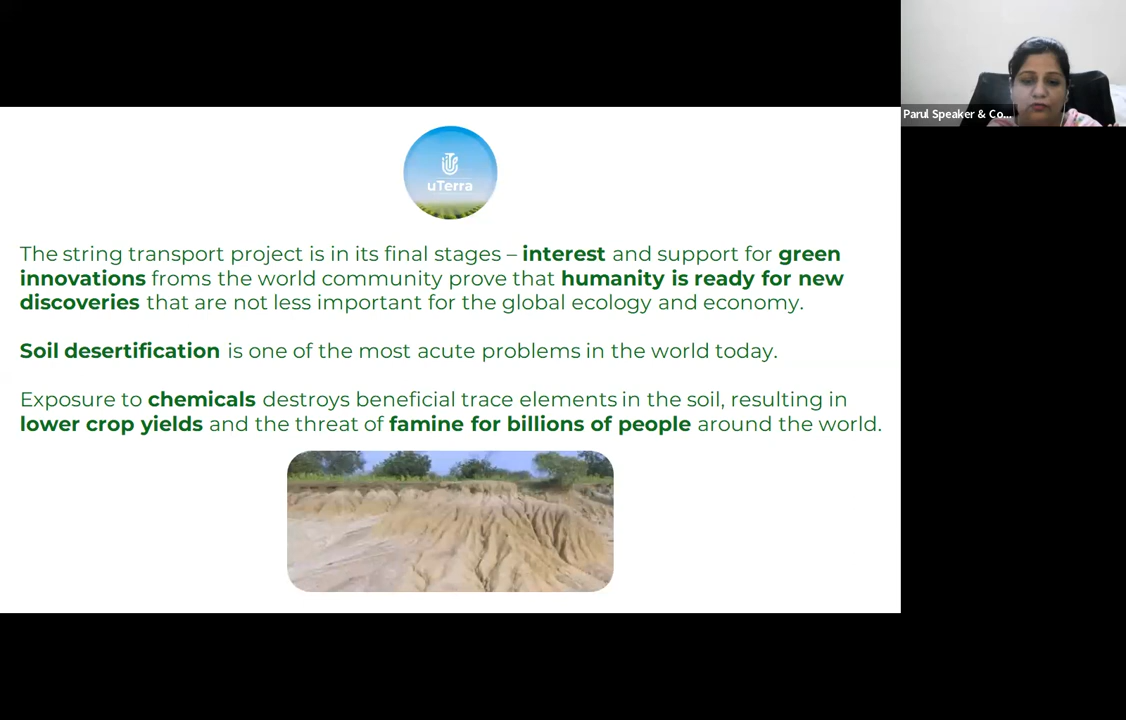 Parul Speaker & Co...
uTerra
The string transport project is in its final stages – interest and support for green
innovations froms the world community prove that humanity is ready for new
discoveries that are not less important for the global ecology and economy.
Soil desertification is one of the most acute problems in the world today.
Exposure to chemicals destroys beneficial trace elements in the soil, resulting in
lower crop yields and the threat of famine for billions of people around the world.